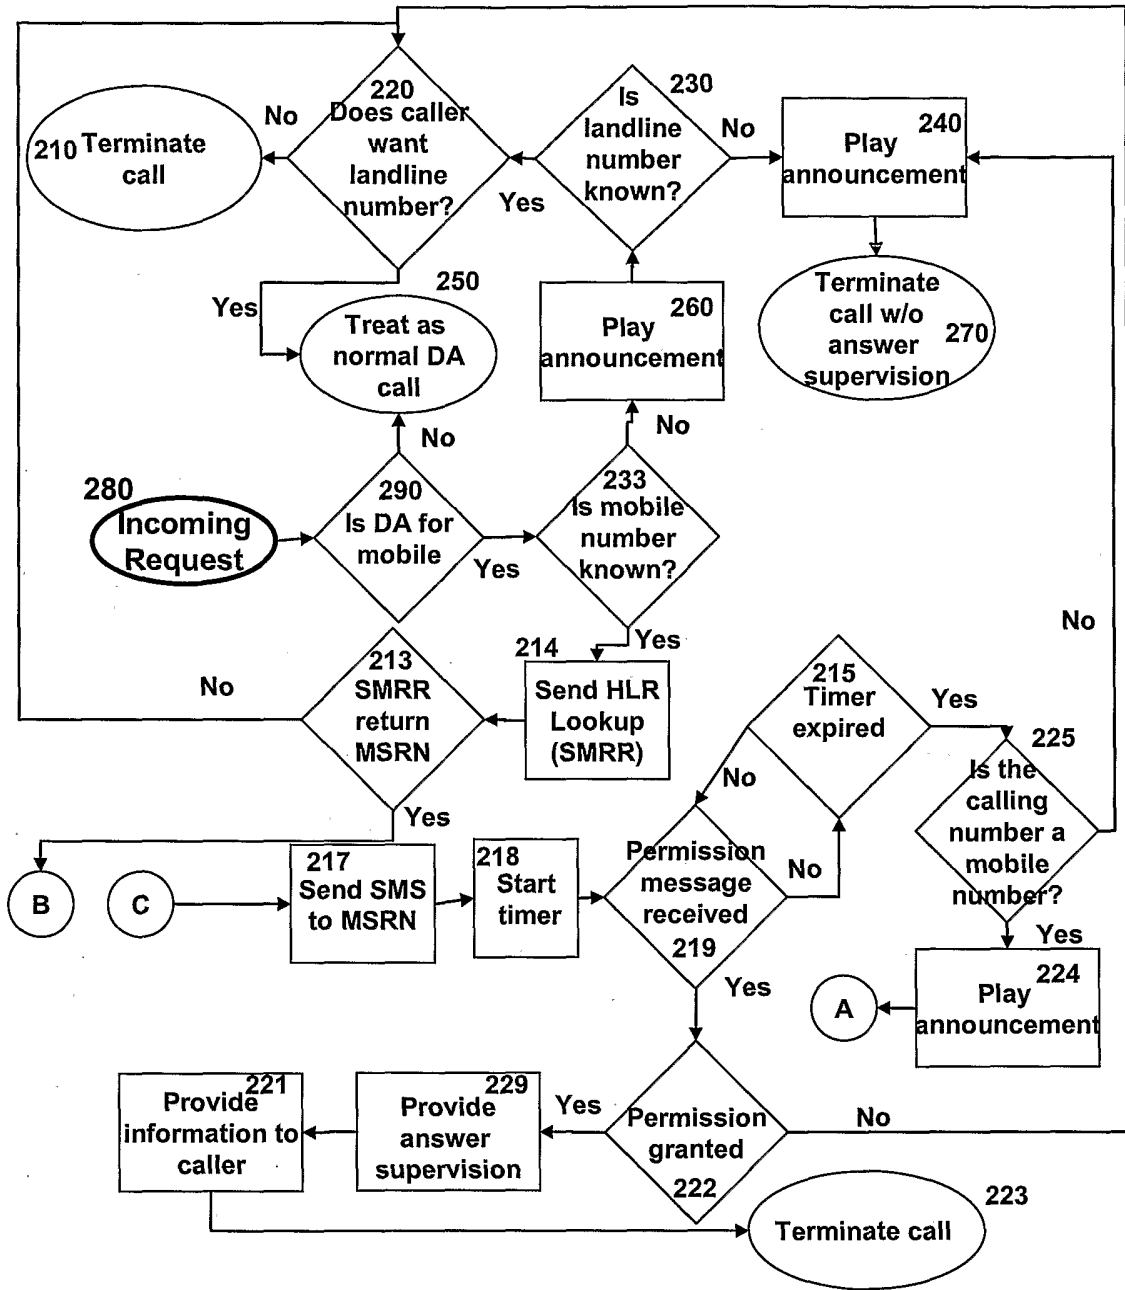 220
Does caller
want
landline
number?
No
210
Terminate
call
Yes
230
Is
landline
number
known?
No
240
Play
announcement
Yes
250
Treat as
normal DA
call
260
Play
announcement
Terminate
call w/o
answer
supervision
270
No
No
280
Incoming
Request
290
Is DA for
mobile
Yes
233
Is mobile
number
known?
Yes
214
Send HLR
Lookup
(SMRR)
213
SMRR
return
MSRN
No
Yes
215
Timer
expired
Yes
No
No
225
Is the
calling
number a
mobile
number?
B
C
217
Send SMS
to MSRN
218
Start
timer
Permission
message
received
219
No
Yes
Yes
224
Play
announcement
A
221
Provide
information to
caller
229
Provide
answer
supervision
Yes
Permission
granted
222
No
223
Terminate call